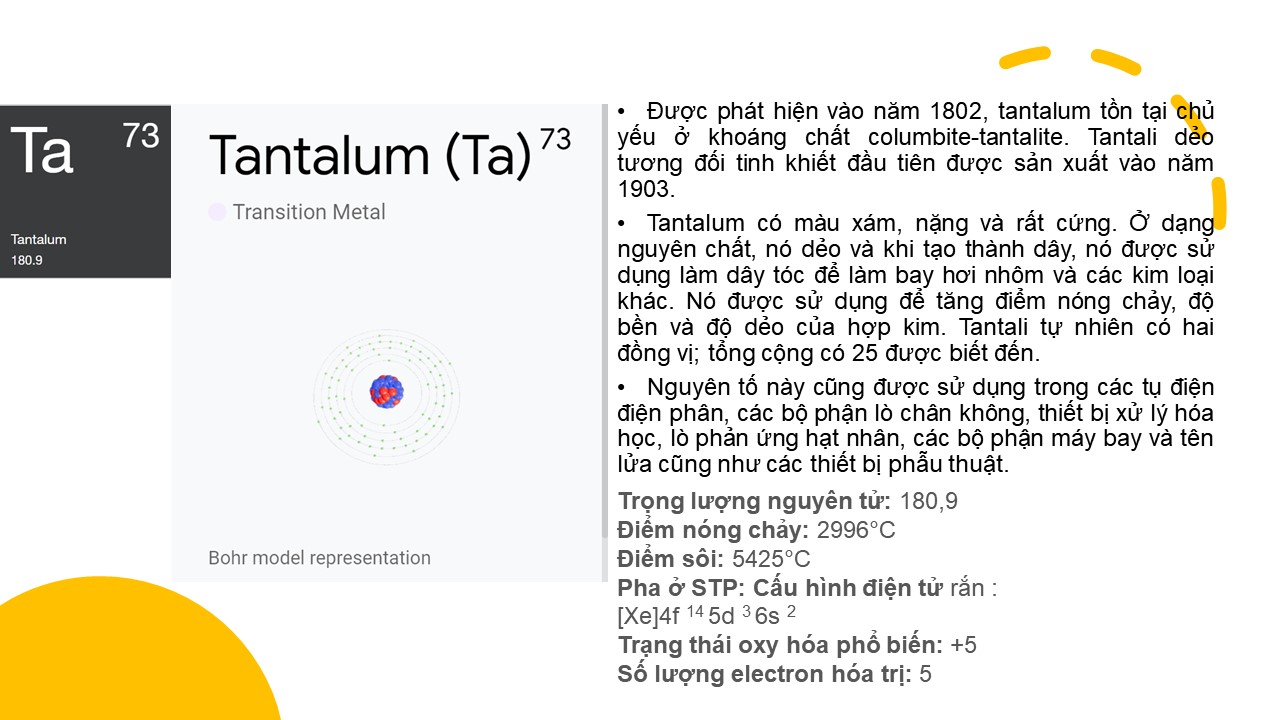 Ta 73
Tantalum
180.9
Tantalum (Ta) 73
Transition Metal
Bohr model representation
• Được phát hiện vào năm 1802, tantalum tồn tại chủ
yếu ở khoáng chất columbite-tantalite. Tantali dẻo
tương đối tinh khiết đầu tiên được sản xuất vào năm
1903.
• Tantalum có màu xám, nặng và rất cứng. Ở dạng
nguyên chất, nó dẻo và khi tạo thành dây, nó được sử
dụng làm dây tóc để làm bay hơi nhôm và các kim loại
khác. Nó được sử dụng để tăng điểm nóng chảy, độ
bền và độ dẻo của hợp kim. Tantali tự nhiên có hai
đồng vị; tổng cộng có 25 được biết đến.
• Nguyên tố này cũng được sử dụng trong các tụ điện
điện phân, các bộ phận lò chân không, thiết bị xử lý hóa
học, lò phản ứng hạt nhân, các bộ phận máy bay và tên
lửa cũng như các thiết bị phẫu thuật.
Trọng lượng nguyên tử: 180,9
Điểm nóng chảy: 2996°C
Điểm sôi: 5425°C
Pha ở STP: Cấu hình điện tử rắn :
[Xe]4f 14 5d 3 6s 2
Trạng thái oxy hóa phổ biến: +5
Số lượng electron hóa trị: 5